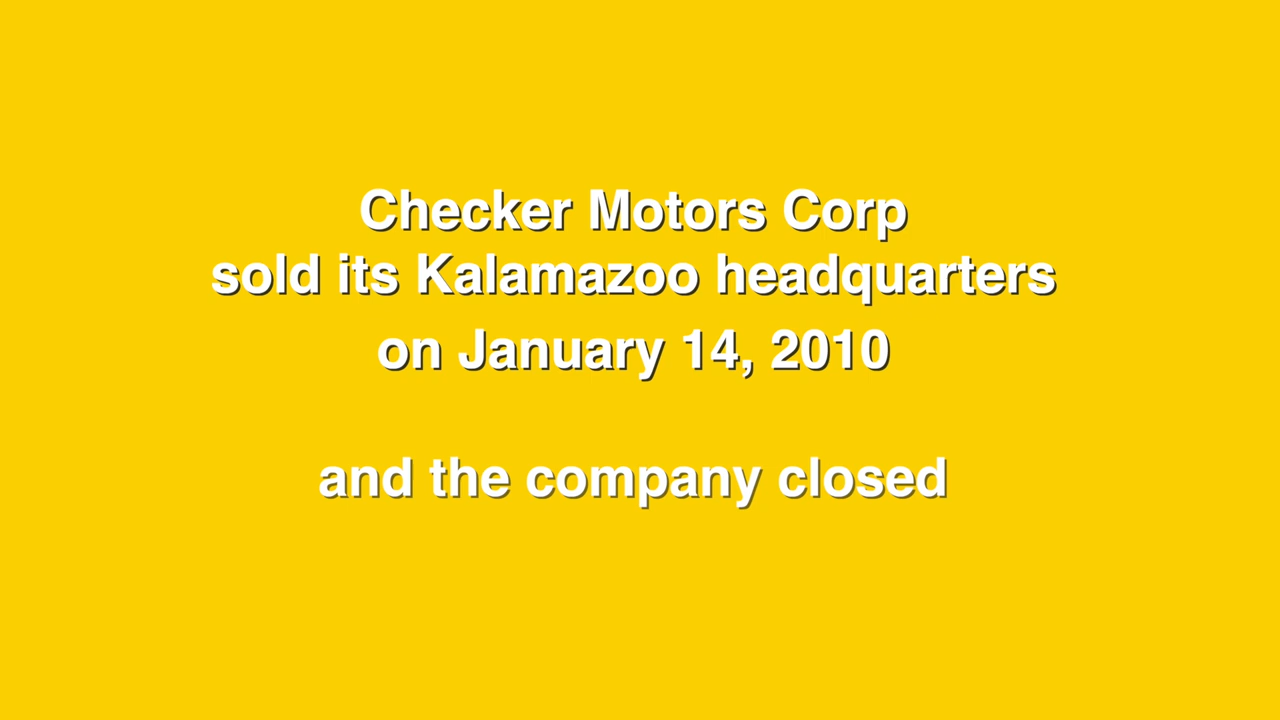 Checker Motors Corp
sold its Kalamazoo headquarters
on January 14, 2010
and the company closed